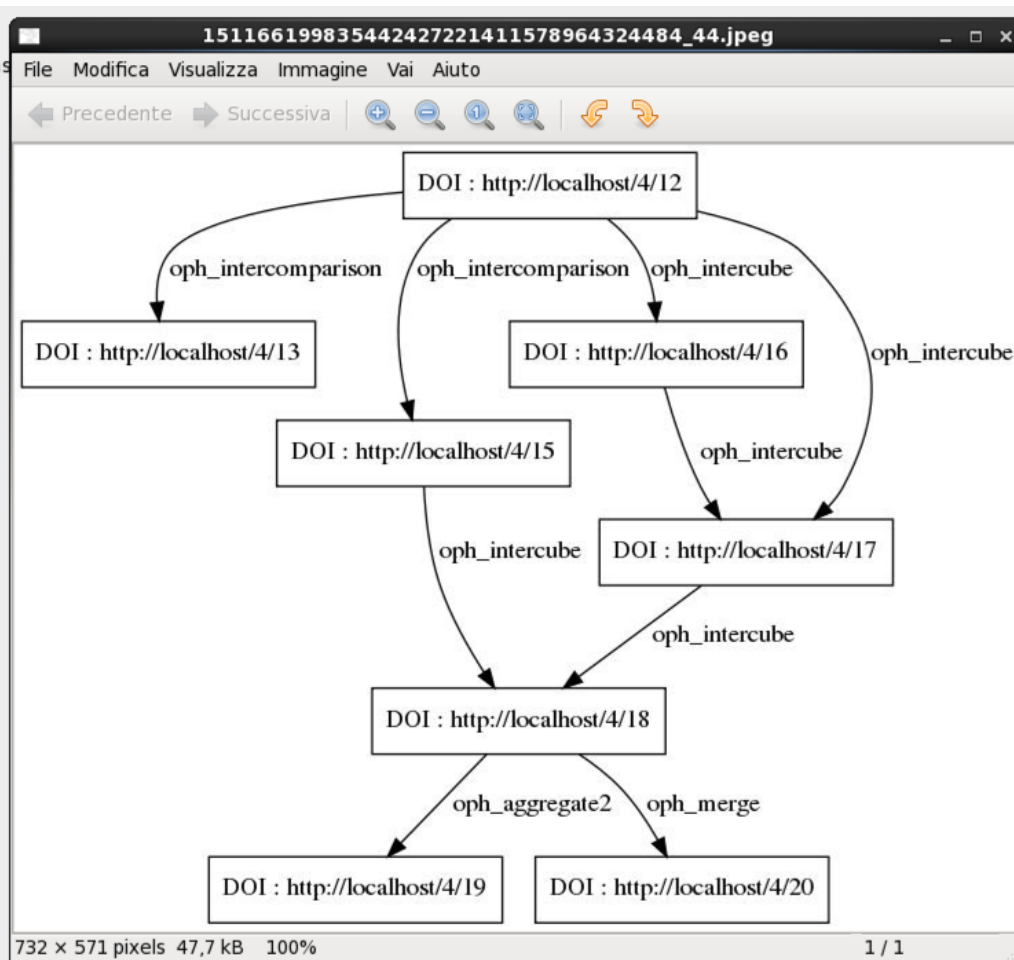 151166199835442427221411578964324484_44.jpeg
File Modifica Visualizza Immagine Vai Aiuto
Precedente Successiva
DOI : http://localhost/4/12
oph_intercomparison oph_intercomparison oph_intercube
DOI : http://localhost/4/13 DOI : http://localhost/4/16 oph_intercube
DOI : http://localhost/4/15 oph_intercube
oph_intercube DOI : http://localhost/4/17
oph_intercube
DOI : http://localhost/4/18
oph_aggregate2 oph_merge
DOI : http://localhost/4/19 DOI : http://localhost/4/20
732 × 571 pixels 47,7 kB 100% 1 / 1